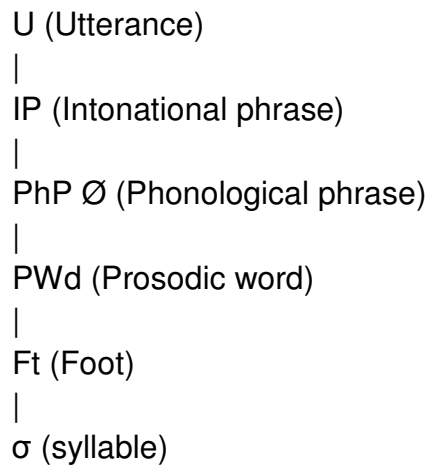 U (Utterance)
|
IP (Intonational phrase)
|
PhP Ø (Phonological phrase)
|
PWd (Prosodic word)
|
Ft (Foot)
|
σ (syllable)